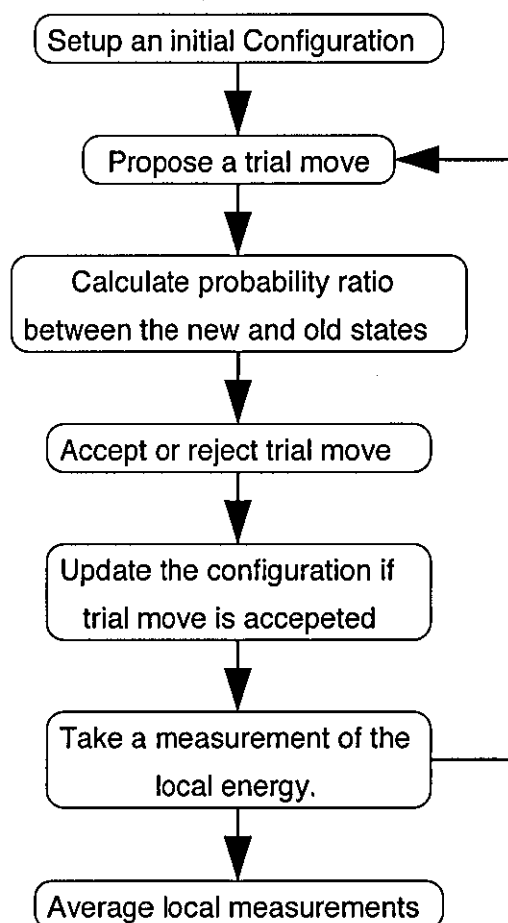 Setup an initial Configuration
Propose a trial move
Calculate probability ratio
between the new and old states
Accept or reject trial move
Update the configuration if
trial move is accepeted
Take a measurement of the
local energy.
Average local measurements